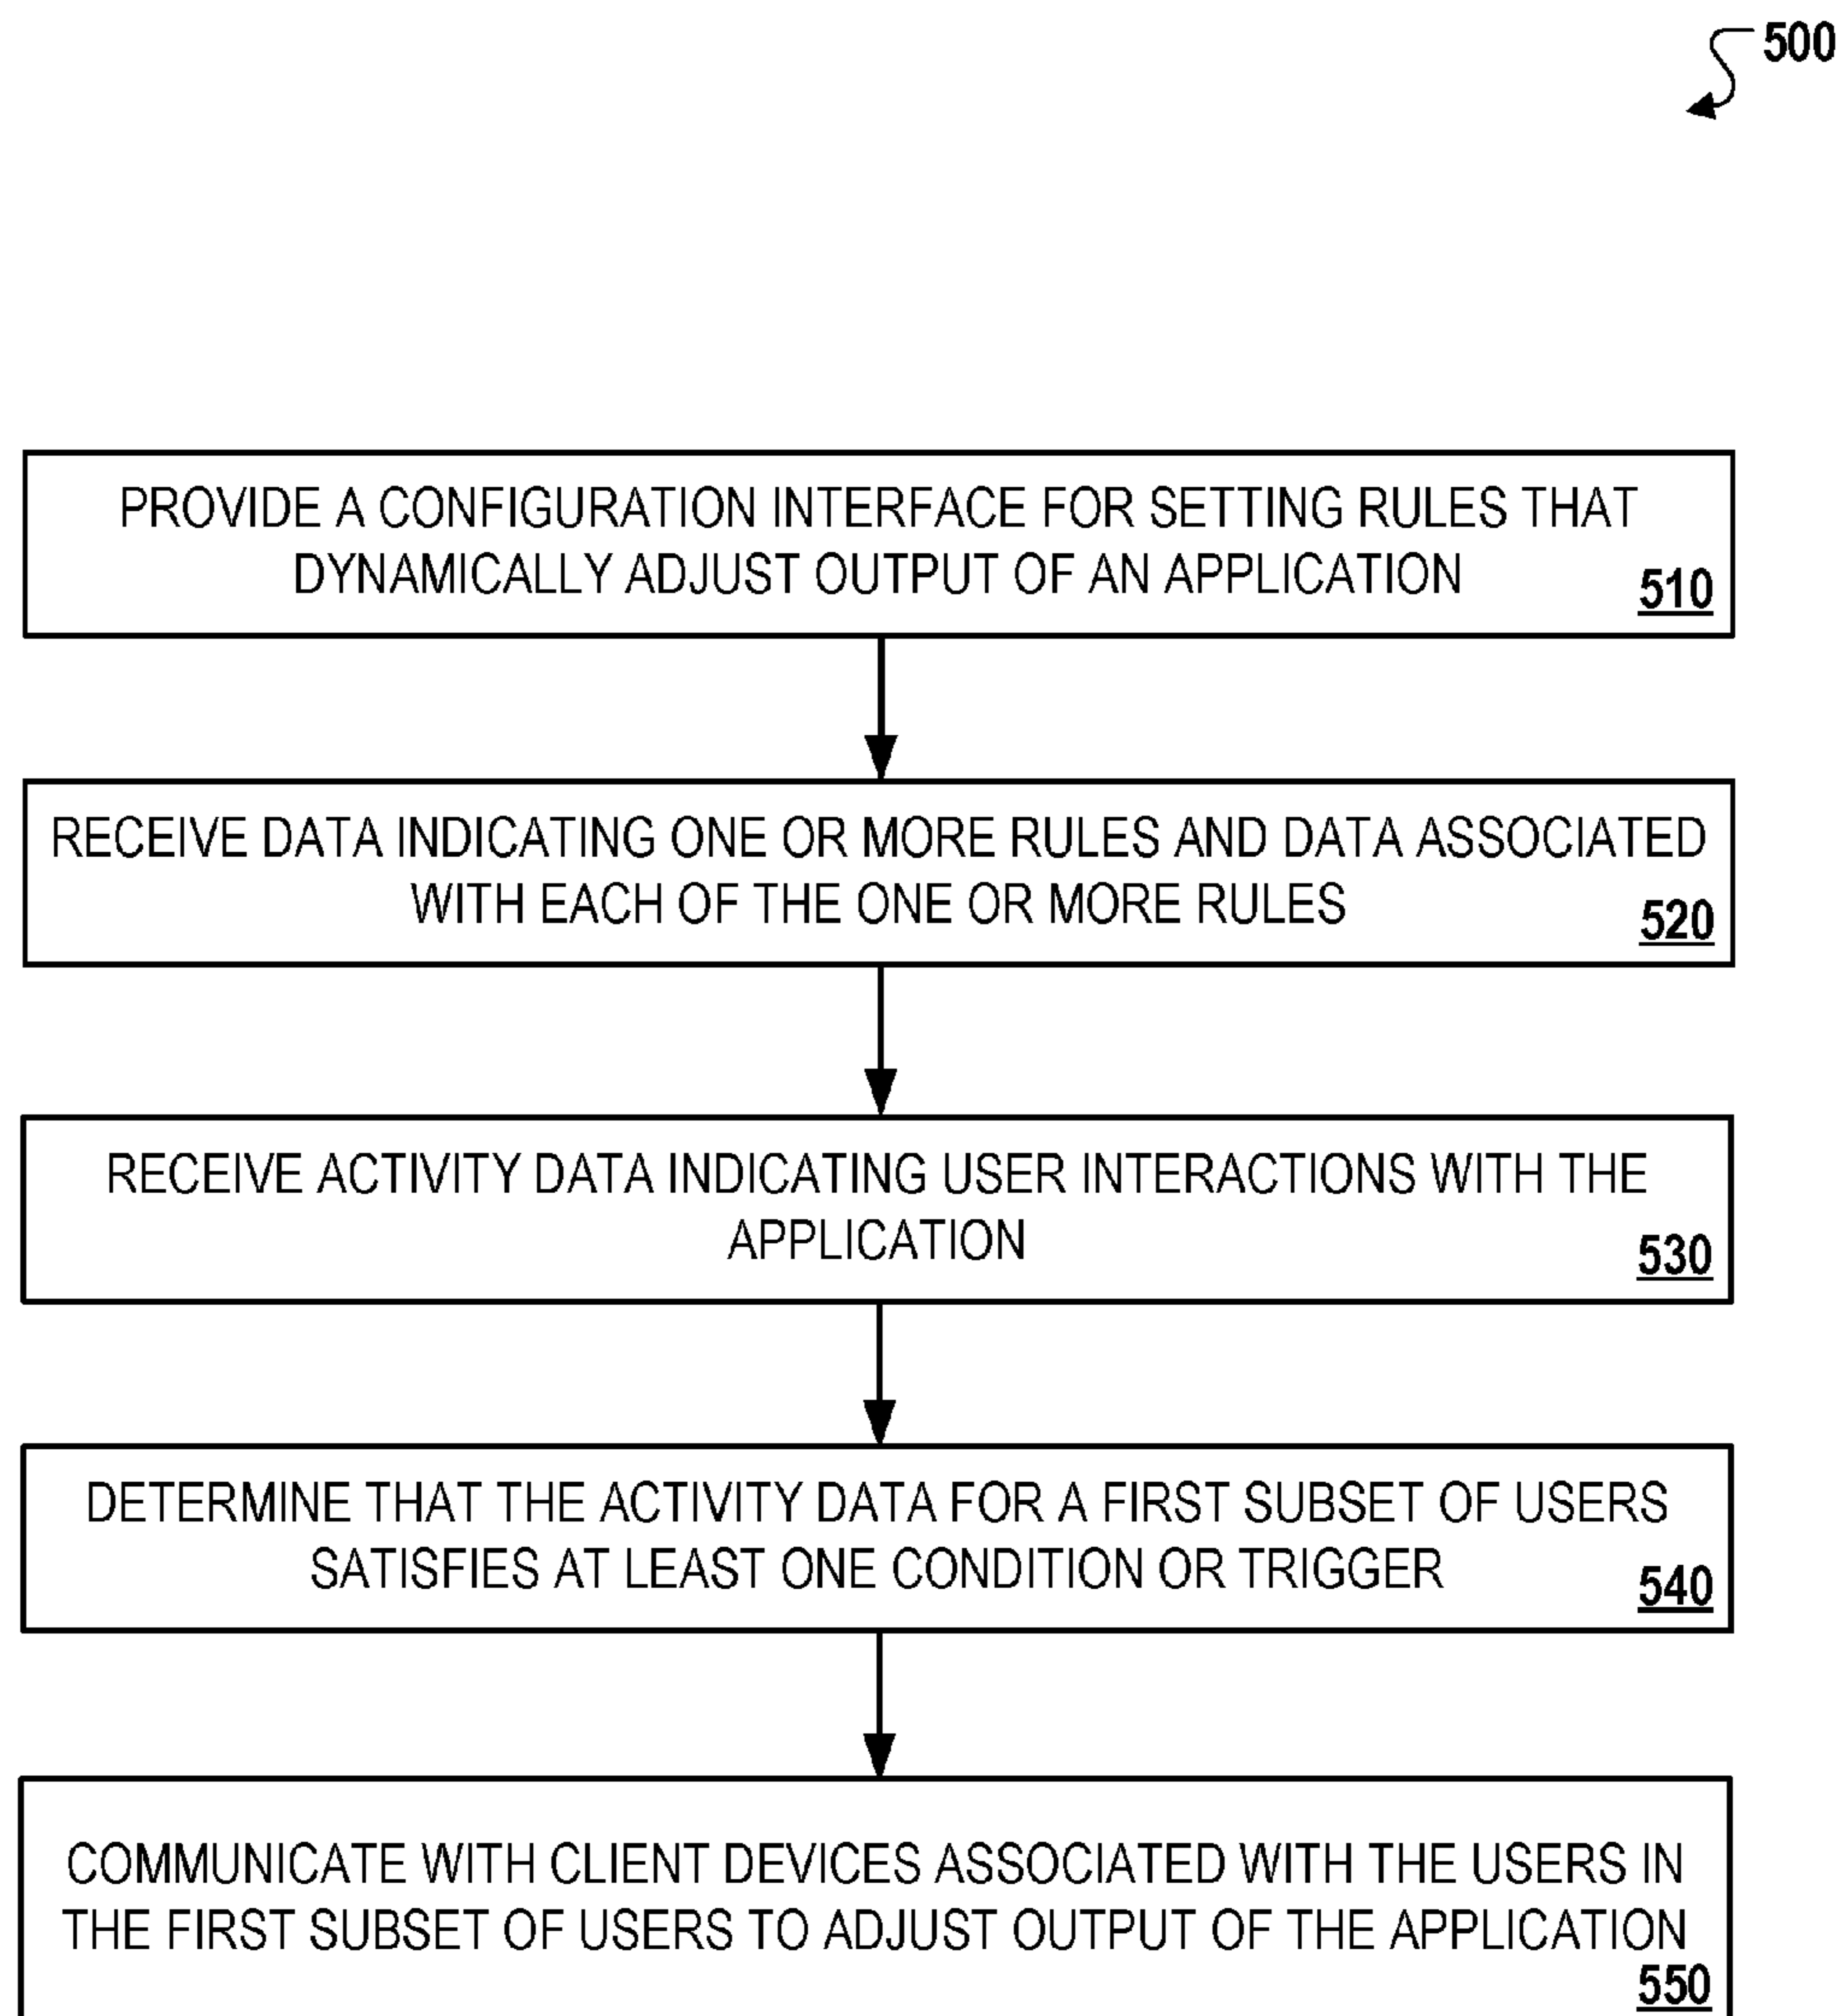 500
PROVIDE A CONFIGURATION INTERFACE FOR SETTING RULES THAT
DYNAMICALLY ADJUST OUTPUT OF AN APPLICATION
510
RECEIVE DATA INDICATING ONE OR MORE RULES AND DATA ASSOCIATED
WITH EACH OF THE ONE OR MORE RULES
520
RECEIVE ACTIVITY DATA INDICATING USER INTERACTIONS WITH THE
APPLICATION
530
DETERMINE THAT THE ACTIVITY DATA FOR A FIRST SUBSET OF USERS
SATISFIES AT LEAST ONE CONDITION OR TRIGGER
540
COMMUNICATE WITH CLIENT DEVICES ASSOCIATED WITH THE USERS IN
THE FIRST SUBSET OF USERS TO ADJUST OUTPUT OF THE APPLICATION
550